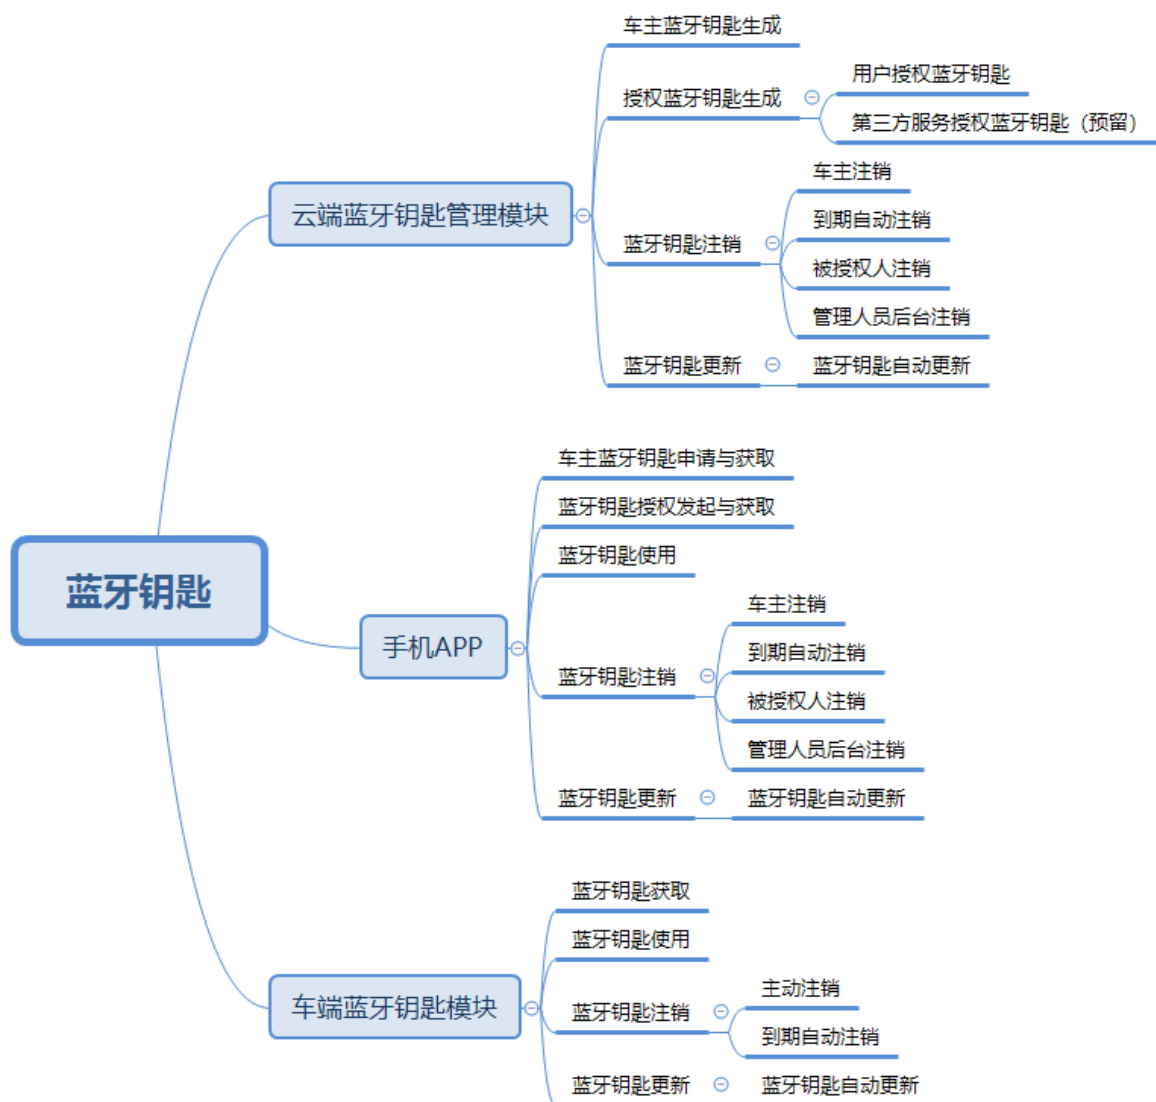 蓝牙钥匙
云端蓝牙钥匙管理模块
车主蓝牙钥匙生成
授权蓝牙钥匙生成
用户授权蓝牙钥匙
第三方服务授权蓝牙钥匙（预留）
蓝牙钥匙注销
车主注销
到期自动注销
被授权人注销
管理人员后台注销
蓝牙钥匙更新
蓝牙钥匙自动更新
手机APP
车主蓝牙钥匙申请与获取
蓝牙钥匙授权发起与获取
蓝牙钥匙使用
蓝牙钥匙注销
车主注销
到期自动注销
被授权人注销
管理人员后台注销
蓝牙钥匙更新
蓝牙钥匙自动更新
车端蓝牙钥匙模块
蓝牙钥匙获取
蓝牙钥匙使用
蓝牙钥匙注销
主动注销
到期自动注销
蓝牙钥匙更新
蓝牙钥匙自动更新